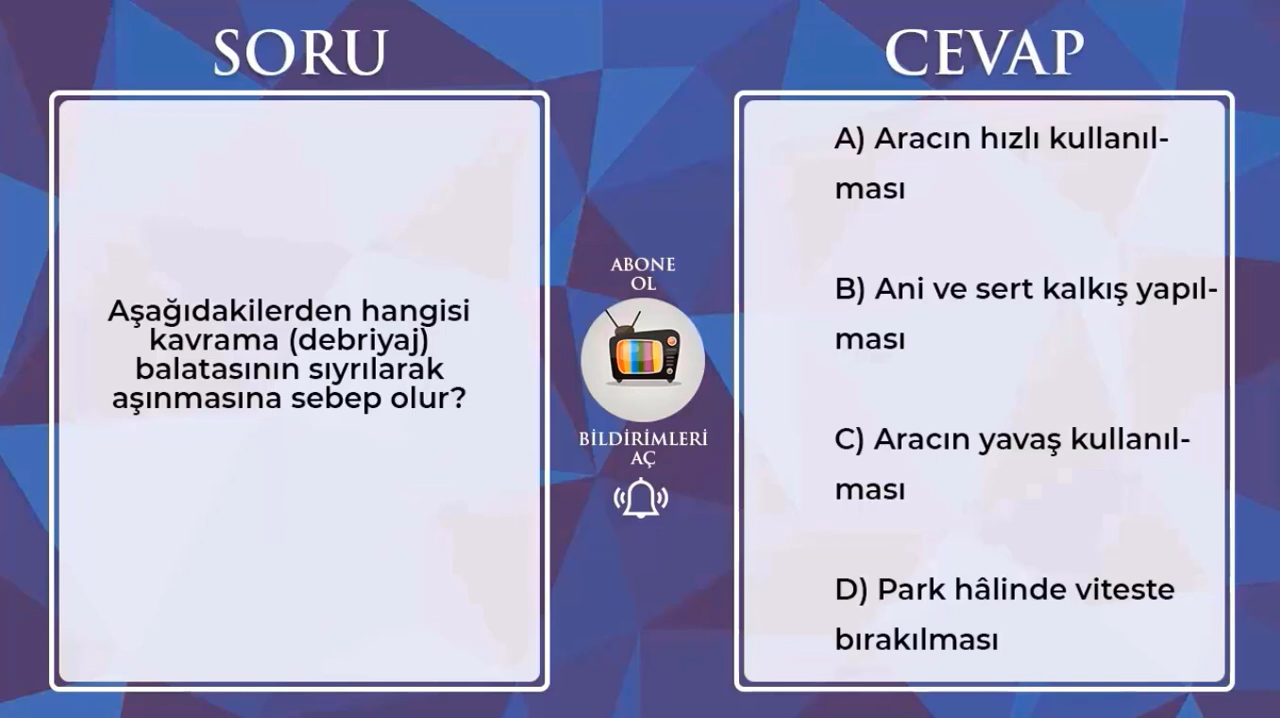 SORU
Aşağıdakilerden hangisi
kavrama (debriyaj)
balatasının sıyrılarak
aşınmasına sebep olur?
ABONE
OL
BİLDİRİMLERİ
AÇ
CEVAP
A) Aracın hızlı kullanıl-
ması
B) Ani ve sert kalkış yapıl-
ması
C) Aracın yavaş kullanıl-
ması
D) Park hâlinde viteste
bırakılması